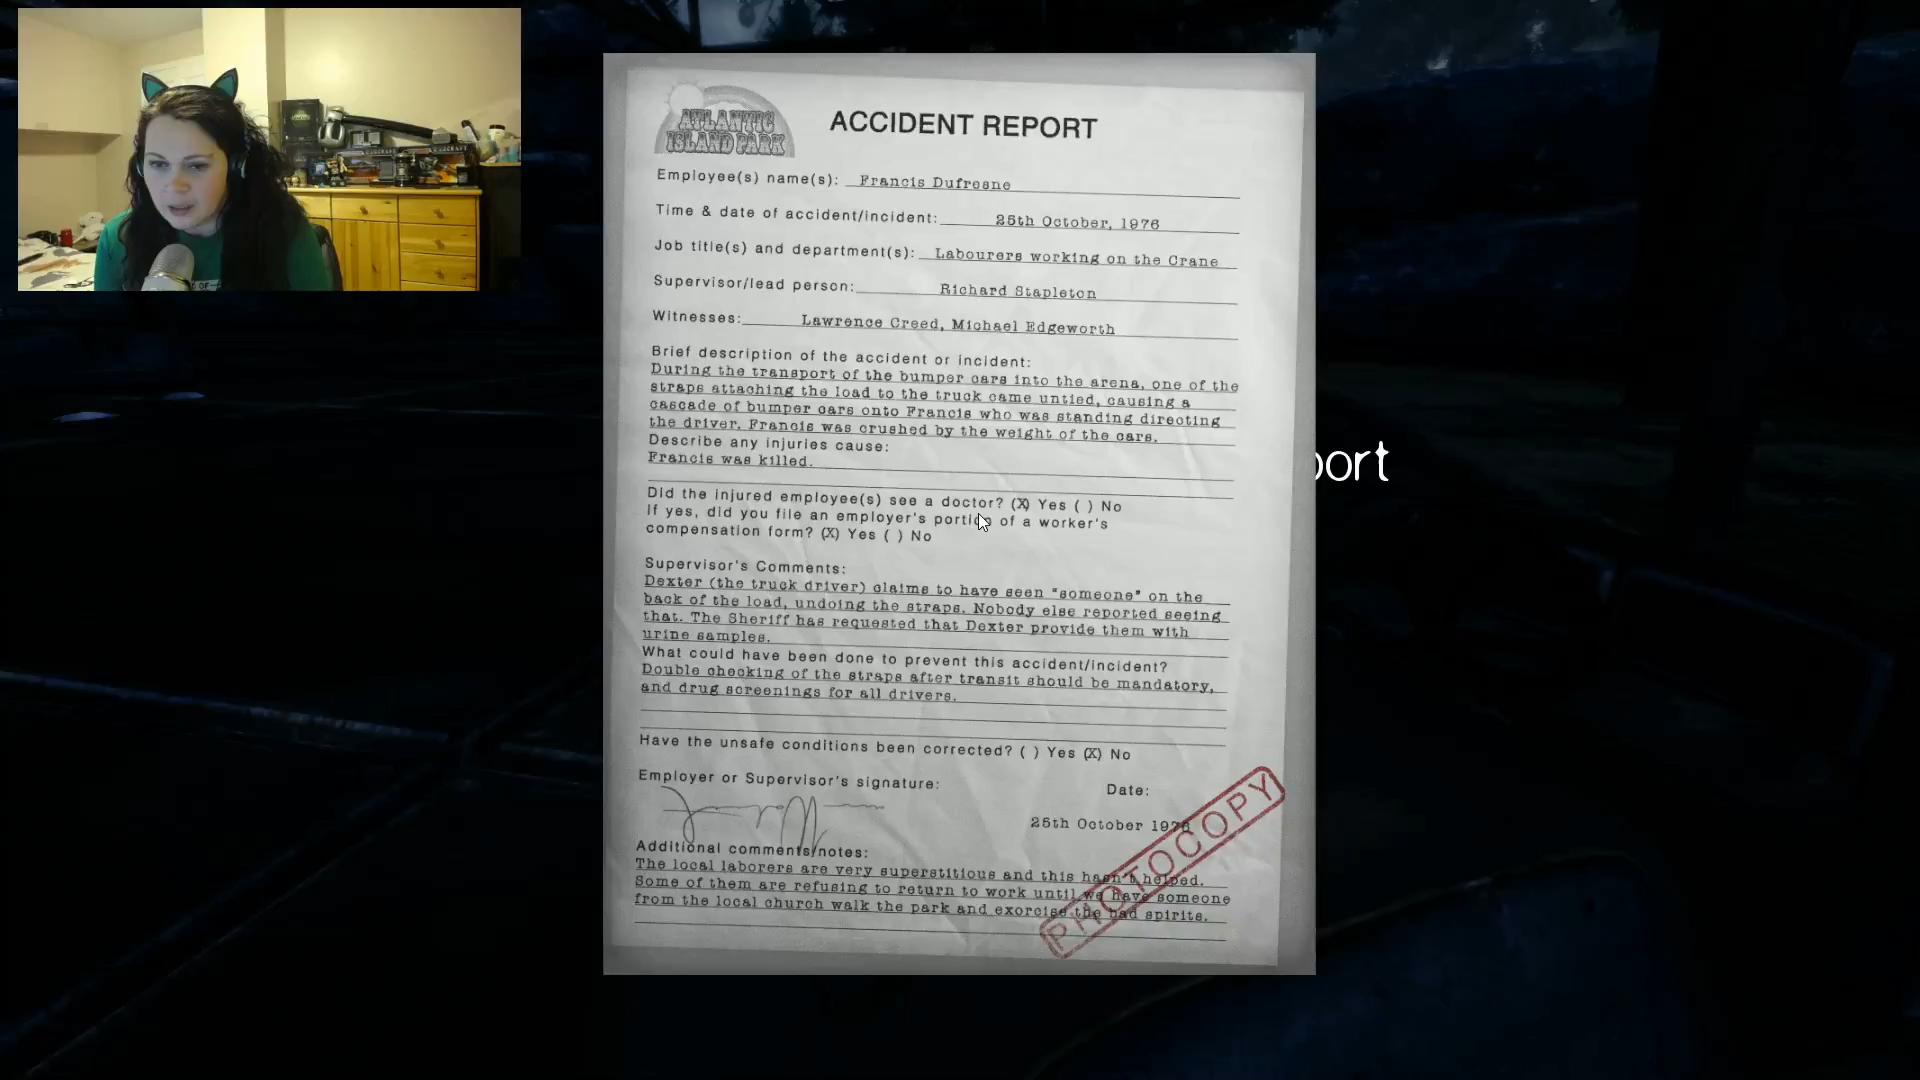 ATLANTIC
ISLAND PARK
ACCIDENT REPORT
Employee(s) name(s): Francis Dufresne
Time & date of accident/incident: 25th October, 1976
Job title(s) and department(s): Labourers working on the Crane
Supervisor/lead person: Richard Stapleton
Witnesses: Lawrence Creed, Michael Edgeworth
Brief description of the accident or incident:
During the transport of the bumper cars into the arena, one of the
straps attaching the load to the truck came untied, causing a
cascade of bumper cars onto Francis who was standing directing
the driver. Francis was crushed by the weight of the cars.
Describe any injuries cause:
Francis was killed.
Did the injured employee(s) see a doctor? (X) Yes ( ) No
If yes, did you file an employer's portion of a worker's
compensation form? (X) Yes ( ) No
Supervisor's Comments:
Dexter (the truck driver) claims to have seen "someone" on the
back of the load, undoing the straps. Nobody else reported seeing
that. The Sheriff has requested that Dexter provide them with
urine samples.
What could have been done to prevent this accident/incident?
Double checking of the straps after transit should be mandatory,
and drug screenings for all drivers.
Have the unsafe conditions been corrected? ( ) Yes (X) No
Employer or Supervisor's signature:
Date:
25th October 1976
Additional comments/notes:
The local laborers are very superstitious and this hasn't helped.
Some of them are refusing to return to work until we have someone
from the local church walk the park and exorcise the bad spirits.
PHOTOCOPY
port